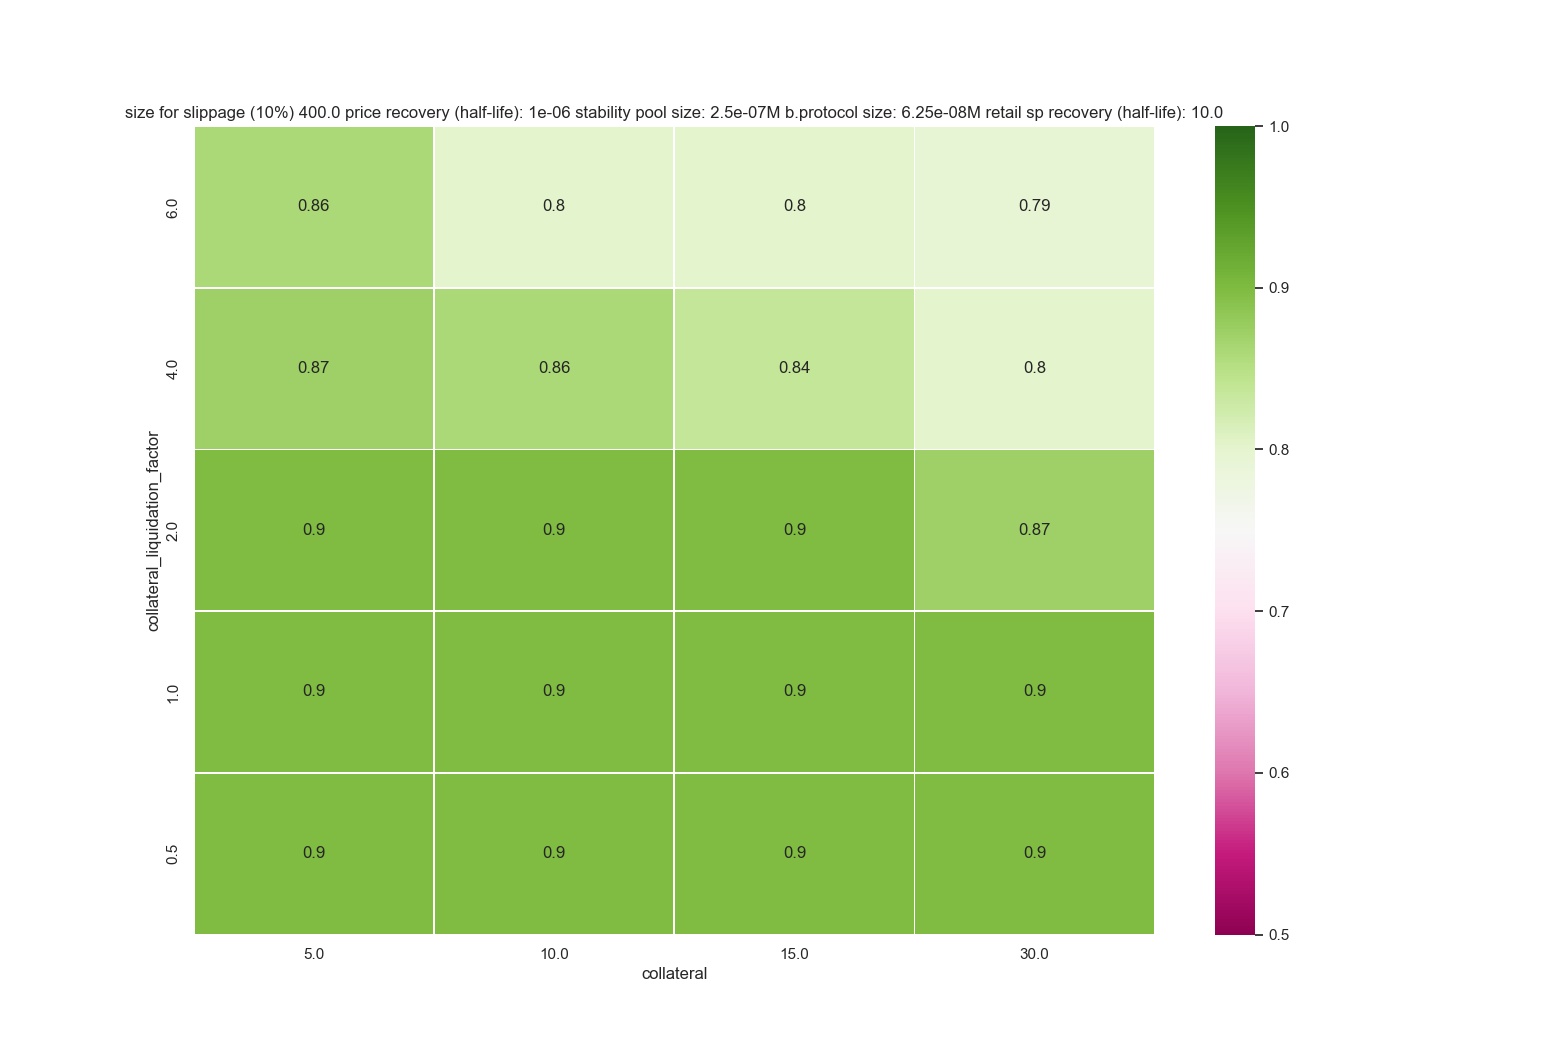 size for slippage (10%) 400.0 price recovery (half-life): 1e-06 stability pool size: 2.5e-07M b.protocol size: 6.25e-08M retail sp recovery (half-life): 10.0
collateral_liquidation_factor
6.0
0.86 0.8 0.8 0.79
4.0
0.87 0.86 0.84 0.8
2.0
0.9 0.9 0.9 0.87
1.0
0.9 0.9 0.9 0.9
0.5
0.9 0.9 0.9 0.9
5.0 10.0 15.0 30.0
collateral
1.0
0.9
0.8
0.7
0.6
0.5